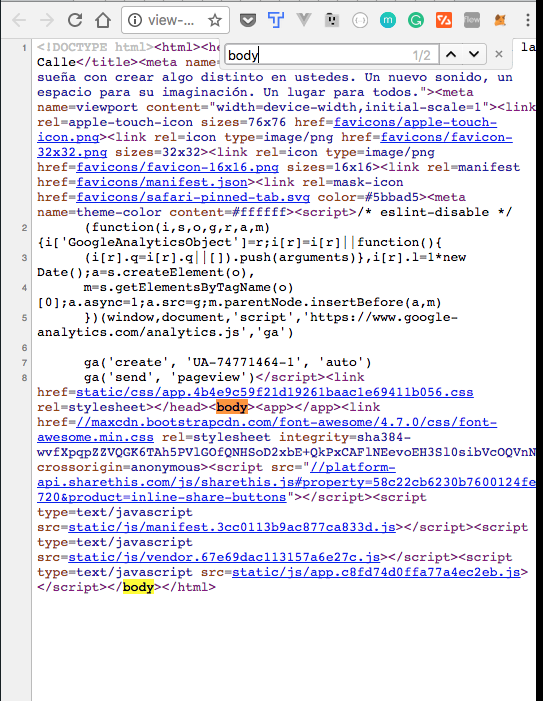 view-...
body
1/2
1 <!DOCTYPE html><html><he la
Calle</title><meta name=
sueña con crear algo distinto en ustedes. Un nuevo sonido, un
espacio para su imaginación. Un lugar para todos."><meta
name=viewport content="width=device-width,initial-scale=1"><link
rel=apple-touch-icon sizes=76x76 href=favicons/apple-touch-
icon.png><link rel=icon type=image/png href=favicons/favicon-
32x32.png sizes=32x32><link rel=icon type=image/png
href=favicons/favicon-16x16.png sizes=16x16><link rel=manifest
href=favicons/manifest.json><link rel=mask-icon
href=favicons/safari-pinned-tab.svg color=#5bbad5><meta
name=theme-color content=#ffffff><script>/* eslint-disable */
2 (function(i,s,o,g,r,a,m)
{i['GoogleAnalyticsObject']=r;i[r]=i[r]||function(){
3 (i[r].q=i[r].q||[]).push(arguments)},i[r].l=1*new
Date();a=s.createElement(o),
4 m=s.getElementsByTagName(o)
[0];a.async=1;a.src=g;m.parentNode.insertBefore(a,m)
5 })(window,document,'script','https://www.google-
analytics.com/analytics.js','ga')
6
7 ga('create', 'UA-74771464-1', 'auto')
8 ga('send', 'pageview')</script><link
href=static/css/app.4b4e9c59f21d19261baac1e69411b056.css
rel=stylesheet></head><body><app></app><link
href=//maxcdn.bootstrapcdn.com/font-awesome/4.7.0/css/font-
awesome.min.css rel=stylesheet integrity=sha384-
wvfXpqpZZVQGK6TAh5PVlGOfQNHSoD2xbE+QkPxCAFlNEevoEH3Sl0sibVcOQVnN
crossorigin=anonymous><script src="//platform-
api.sharethis.com/js/sharethis.js#property=58c22cb6230b7600124fe
720&product=inline-share-buttons"></script><script
type=text/javascript
src=static/js/manifest.3cc0113b9ac877ca833d.js></script><script
type=text/javascript
src=static/js/vendor.67e69dac113157a6e27c.js></script><script
type=text/javascript src=static/js/app.c8fd74d0ffa77a4ec2eb.js>
</script></body></html>